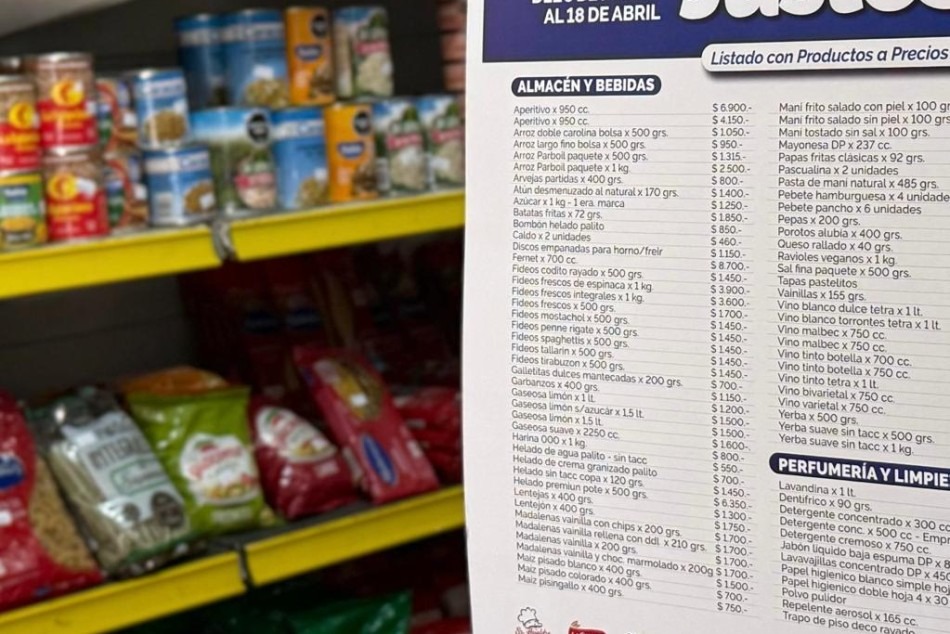 AL 18 DE ABRIL
Listado con Productos a Precios
ALMACÉN Y BEBIDAS
Aperitivo x 950 cc. $ 6.900.-
Aperitivo x 950 cc. $ 4.150.-
Arroz doble carolina bolsa x 500 grs. $ 1.050.-
Arroz largo fino bolsa x 500 grs. $ 950.-
Arroz Parboil paquete x 500 grs. $ 1.315.-
Arroz Parboil paquete x 1 kg. $ 2.500.-
Arvejas partidas x 400 grs. $ 800.-
Atún desmenuzado al natural x 170 grs. $ 1.400.-
Azúcar x 1 kg - 1 era. marca $ 1.250.-
Batatas fritas x 72 grs. $ 1.850.-
Bombón helado palito $ 850.-
Caldo x 2 unidades $ 460.-
Discos empanadas para horno/freir $ 1.150.-
Fernet x 700 cc. $ 8.700.-
Fideos codito rayado x 500 grs. $ 1.450.-
Fideos frescos de espinaca x 1 kg. $ 3.900.-
Fideos frescos integrales x 1 kg. $ 3.600.-
Fideos frescos x 500 grs. $ 1.700.-
Fideos mostachol x 500 grs. $ 1.450.-
Fideos penne rigate x 500 grs. $ 1.450.-
Fideos spaghettis x 500 grs. $ 1.450.-
Fideos tallarin x 500 grs. $ 1.450.-
Fideos tirabuzon x 500 grs. $ 1.450.-
Galletitas dulces mantecadas x 200 grs. $ 700.-
Garbanzos x 400 grs. $ 1.150.-
Gaseosa limón x 1 lt. $ 1.200.-
Gaseosa limón s/azúcar x 1.5 lt. $ 1.500.-
Gaseosa limón x 1.5 lt. $ 1.500.-
Gaseosa suave x 2250 cc. $ 1.600.-
Harina 000 x 1 kg. $ 800.-
Helado de agua palito - sin tacc $ 550.-
Helado de crema granizado palito $ 700.-
Helado sin tacc copa x 120 grs. $ 1.450.-
Helado premiun pote x 500 grs. $ 6.350.-
Lentejas x 400 grs. $ 1.300.-
Lentejon x 400 grs. $ 1.750.-
Madalenas vainilla con chips x 200 grs. $ 1.700.-
Madalenas vainilla rellena con ddl. x 210 grs. $ 1.700.-
Madalenas vainilla x 200 grs. $ 1.700.-
Madalenas vainilla y choc. marmolado x 200g $ 1.700.-
Maiz pisado blanco x 400 grs. $ 1.500.-
Maiz pisado colorado x 400 grs. $ 700.-
Maiz pisingallo x 400 grs. $ 750.-
Maní frito salado con piel x 100 gr
Maní frito salado sin piel x 100 grs
Maní tostado sin sal x 100 grs.
Mayonesa DP x 237 cc.
Papas fritas clásicas x 92 grs.
Pascualina x 2 unidades
Pasta de maní natural x 485 grs.
Pebete hamburguesa x 4 unidade
Pebete pancho x 6 unidades
Pepas x 200 grs.
Porotos alubia x 400 grs.
Queso rallado x 40 grs.
Ravioles veganos x 1 kg.
Sal fina paquete x 500 grs.
Tapas pastelitos
Vainillas x 155 grs.
Vino blanco dulce tetra x 1 lt.
Vino blanco torrontes tetra x 1 lt.
Vino malbec x 750 cc.
Vino malbec x 750 cc.
Vino tinto botella x 700 cc.
Vino tinto botella x 750 cc.
Vino tinto tetra x 1 lt.
Vino bivarietal x 750 cc.
Vino varietal x 750 cc.
Yerba x 500 grs.
Yerba suave sin tacc x 500 grs.
Yerba suave sin tacc x 1 kg.
PERFUMERÍA Y LIMPIE
Lavandina x 1 lt.
Dentífrico x 90 grs.
Detergente concentrado x 300 c
Detergente conc. x 500 cc - Empr
Detergente cremoso x 750 cc.
Jabón líquido baja espuma DP x 8
Lavavajillas concentrado DP x 450
Papel higienico blanco simple hoj
Papel higienico doble hoja 4 x 30
Polvo pulidor
Repelente aerosol x 165 cc.
Trapo de piso deco rayado